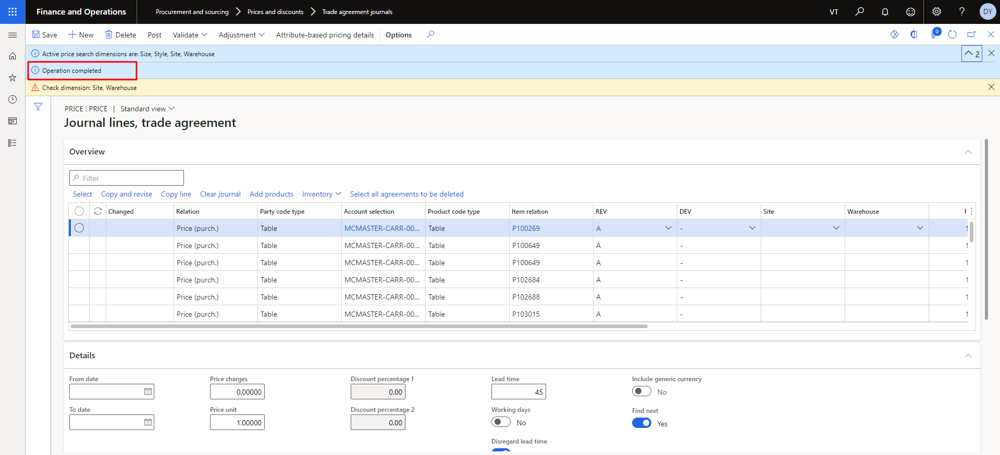 Finance and Operations
Procurement and sourcing > Prices and discounts > Trade agreement journals
VT
?
DY
Save New Delete Post Validate Adjustment Attribute-based pricing details Options
0
Active price search dimensions are: Size, Style, Site, Warehouse
2
Operation completed
Check dimension: Site, Warehouse
PRICE : PRICE | Standard view
Journal lines, trade agreement
Overview
Filter
Select Copy and revise Copy line Clear journal Add products Inventory Select all agreements to be deleted
Changed Relation Party code type Account selection Product code type Item relation REV DEV Site Warehouse
Price (purch.) Table MCMASTER-CARR-00... Table P100269 A - 1
Price (purch.) Table MCMASTER-CARR-00... Table P100649 A - 1
Price (purch.) Table MCMASTER-CARR-00... Table P100649 A - 1
Price (purch.) Table MCMASTER-CARR-00... Table P102684 A - 1
Price (purch.) Table MCMASTER-CARR-00... Table P102688 A - 1
Price (purch.) Table MCMASTER-CARR-00... Table P103015 A - 1
Details
From date Price charges Discount percentage 1 Lead time Include generic currency
0.00000 0.00 45 No
To date Price unit Discount percentage 2 Working days Find next
1.00000 0.00 No Yes
Disregard lead time